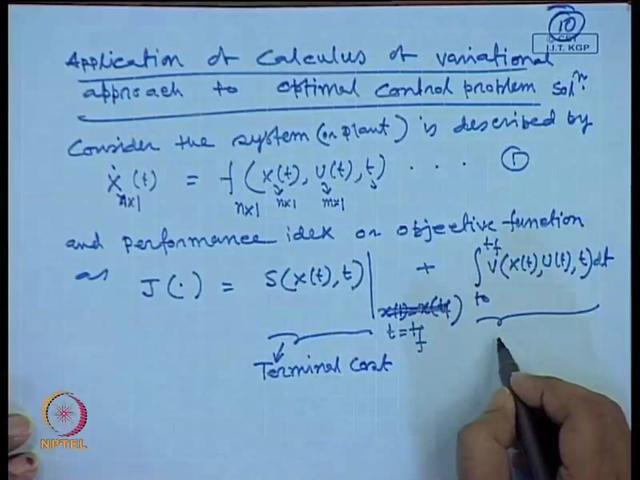 10
I.I.T. KGP
Application of calculus of variational
approach to optimal control problem solⁿ.
Consider the system (or plant) is described by
ẋ(t) = f(x(t), u(t), t) . . . . ①
n×1 n×1 n×1 m×1
and performance idex or objective function
as J(·) = S(x(t), t)| + ∫ V(x(t), u(t), t) dt
t = tf
tf
t0
Terminal cost
NPTEL